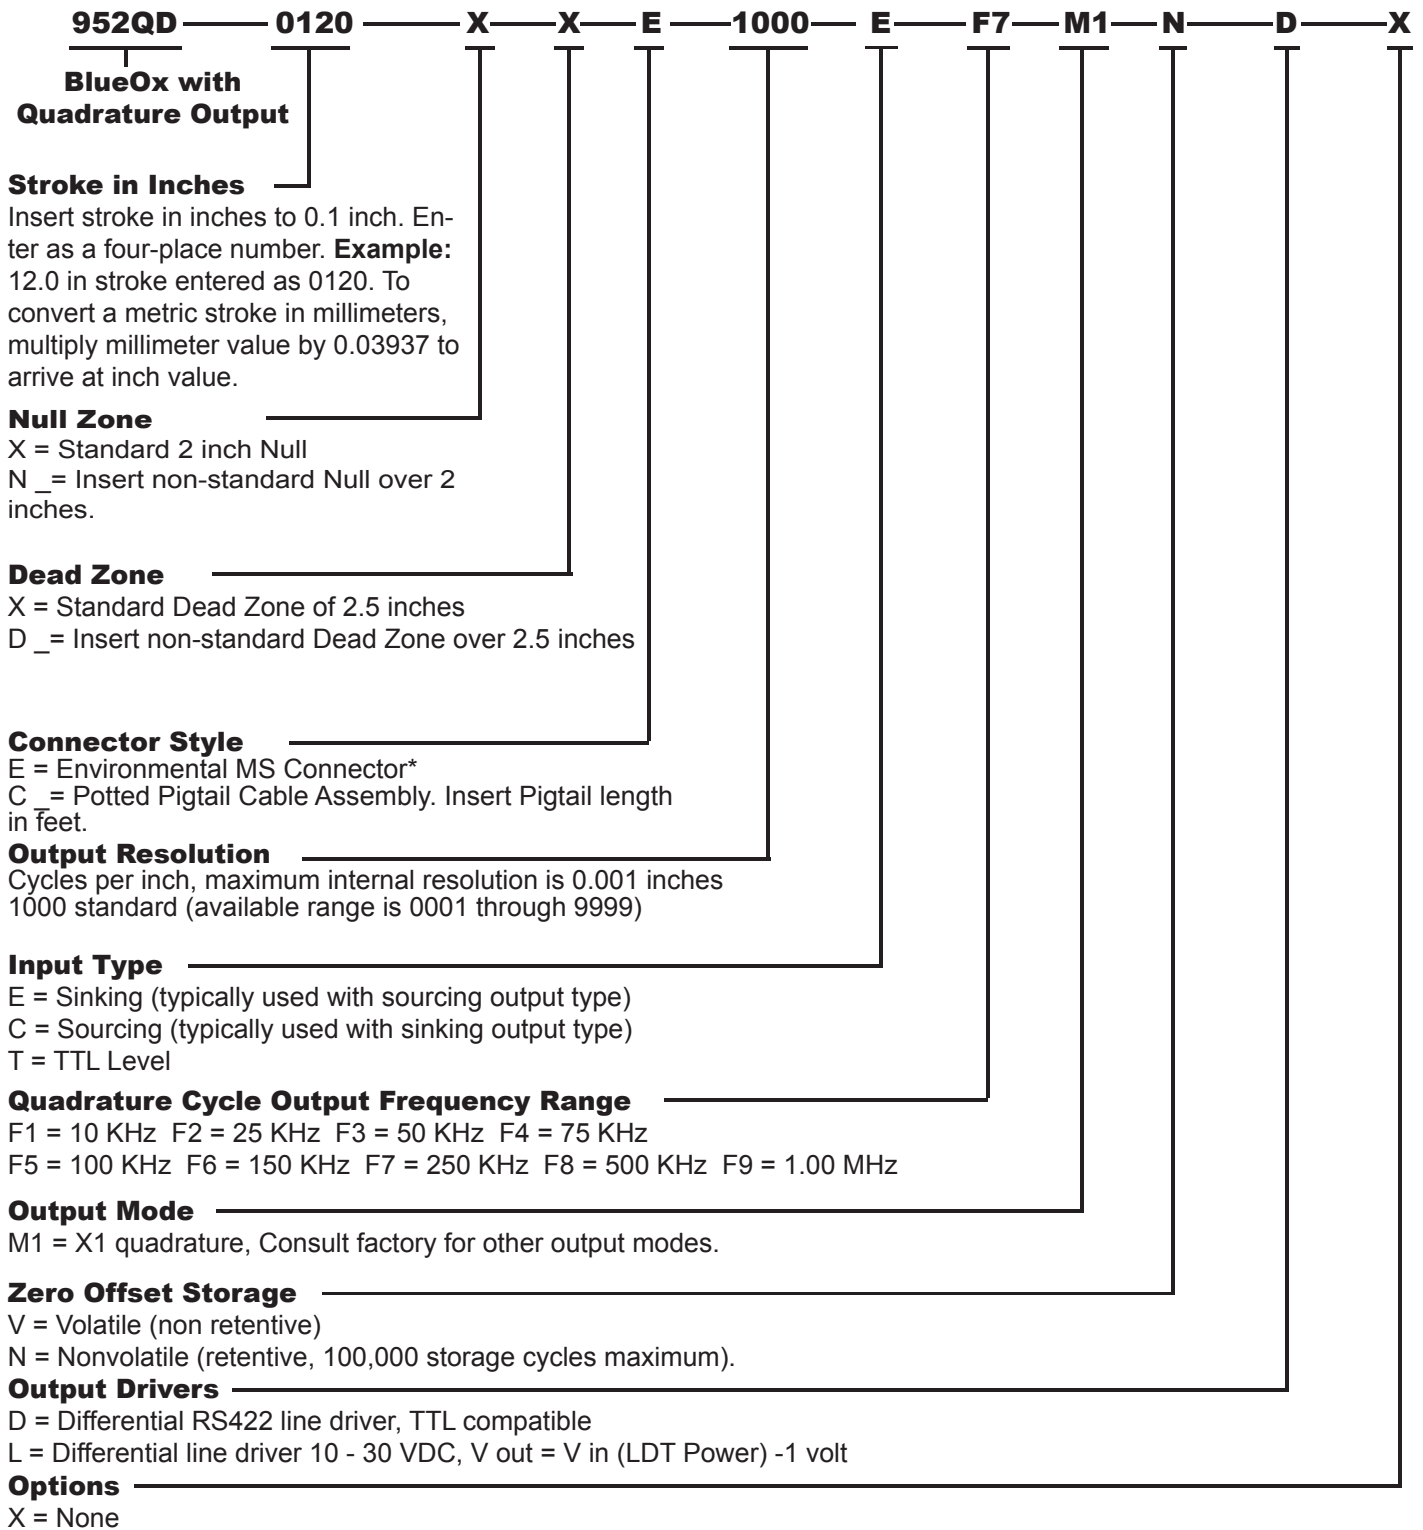 952QD 0120 X X E 1000 E F7 M1 N D X
BlueOx with
Quadrature Output
Stroke in Inches
Insert stroke in inches to 0.1 inch. En-
ter as a four-place number. Example:
12.0 in stroke entered as 0120. To
convert a metric stroke in millimeters,
multiply millimeter value by 0.03937 to
arrive at inch value.
Null Zone
X = Standard 2 inch Null
N _= Insert non-standard Null over 2
inches.
Dead Zone
X = Standard Dead Zone of 2.5 inches
D _= Insert non-standard Dead Zone over 2.5 inches
Connector Style
E = Environmental MS Connector*
C _= Potted Pigtail Cable Assembly. Insert Pigtail length
in feet.
Output Resolution
Cycles per inch, maximum internal resolution is 0.001 inches
1000 standard (available range is 0001 through 9999)
Input Type
E = Sinking (typically used with sourcing output type)
C = Sourcing (typically used with sinking output type)
T = TTL Level
Quadrature Cycle Output Frequency Range
F1 = 10 KHz F2 = 25 KHz F3 = 50 KHz F4 = 75 KHz
F5 = 100 KHz F6 = 150 KHz F7 = 250 KHz F8 = 500 KHz F9 = 1.00 MHz
Output Mode
M1 = X1 quadrature, Consult factory for other output modes.
Zero Offset Storage
V = Volatile (non retentive)
N = Nonvolatile (retentive, 100,000 storage cycles maximum).
Output Drivers
D = Differential RS422 line driver, TTL compatible
L = Differential line driver 10 - 30 VDC, V out = V in (LDT Power) -1 volt
Options
X = None